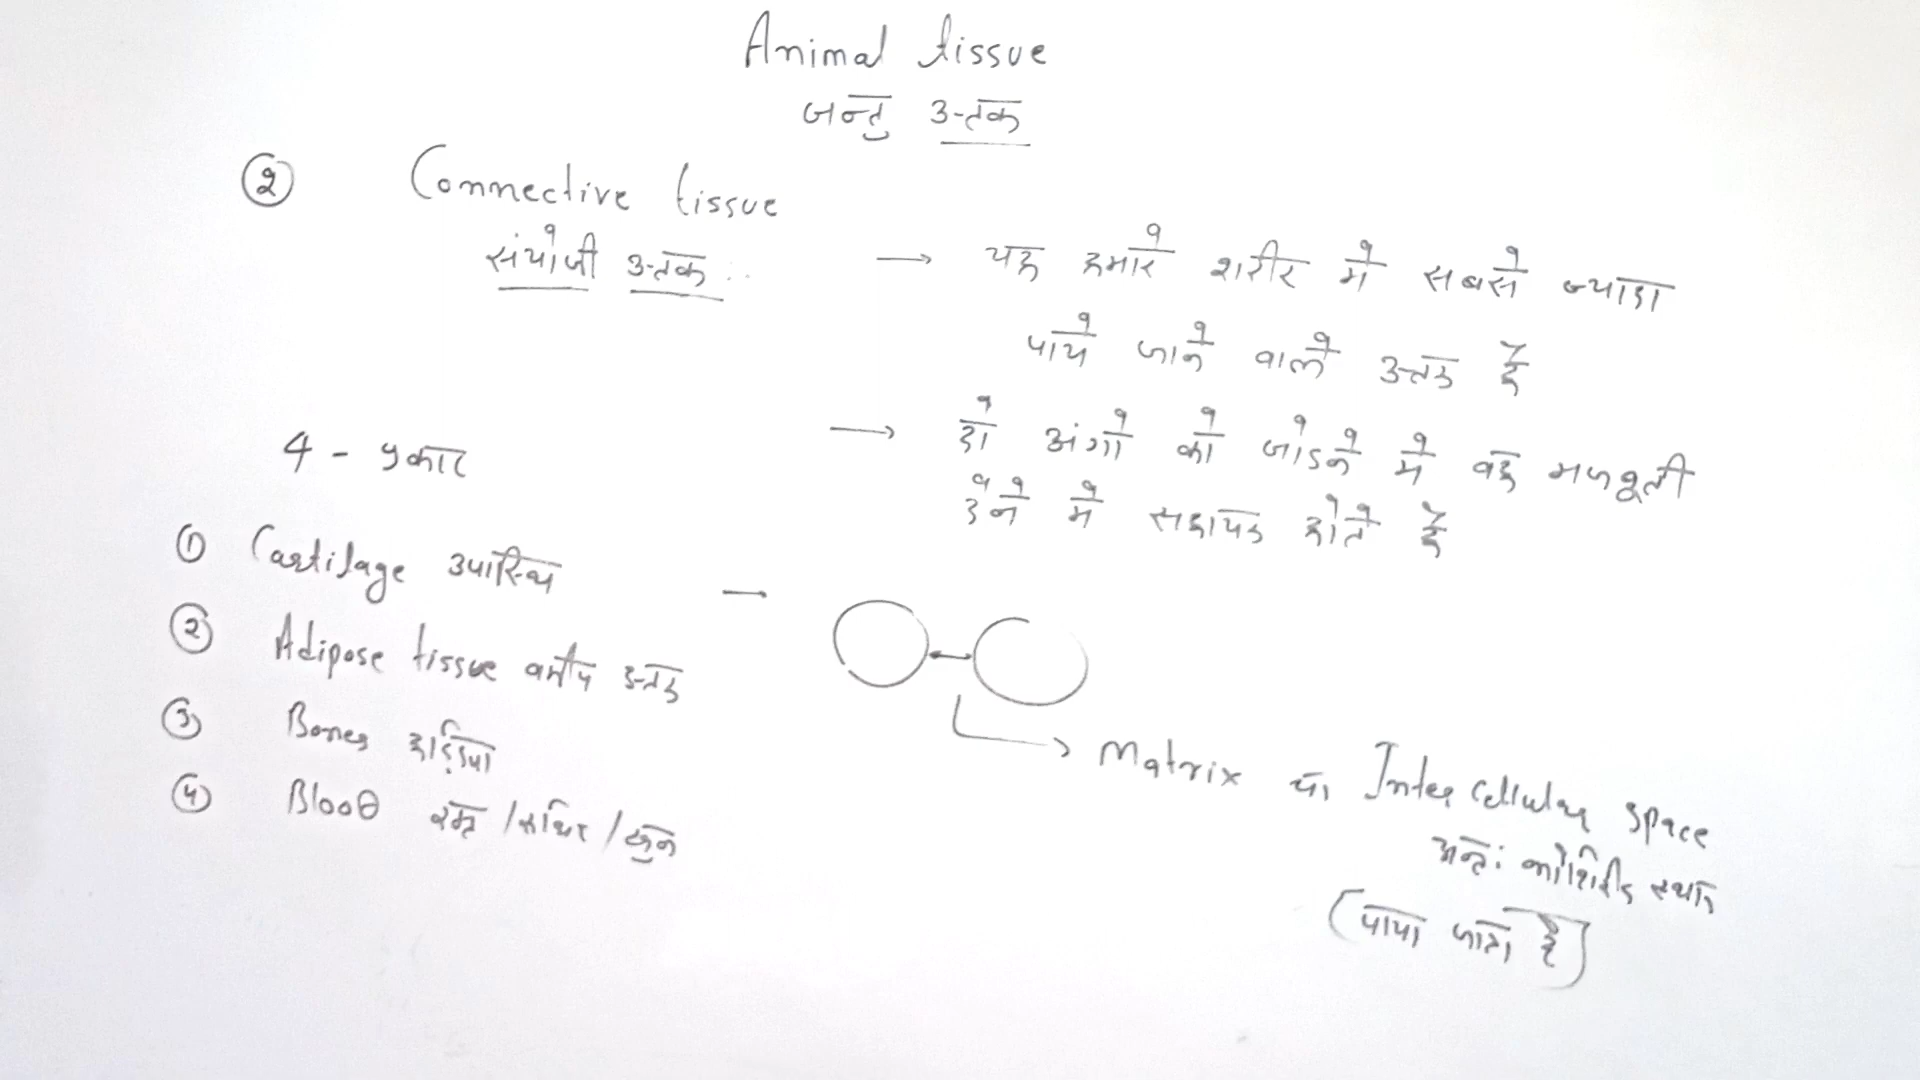 Animal tissue
जन्तु उत्तक
② Connective tissue
संयोजी उत्तक
→ यह हमारे शरीर मे सबसे ज्यादा
पाये जाने वाले उत्तक है
→ दो अंगो को जोडने मे वह मजबूती
देने मे सहायक होते है
4 - प्रकार
① Cartilage उपास्थि
② Adipose tissue वसीय उत्तक
③ Bones हड्डिया
④ Blood रक्त / रूधिर / खुन
→ Matrix या Inter Cellular space
अन्तः कोशिकीय स्थान
(पाया जाता है)